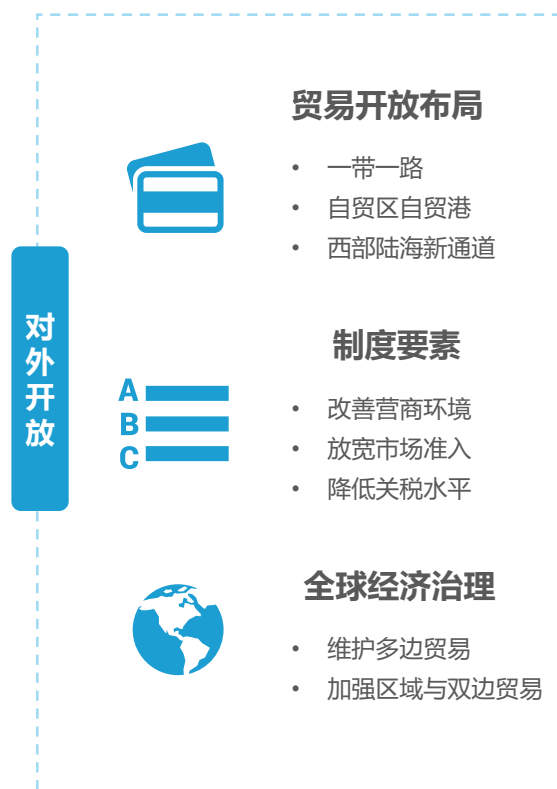 贸易开放布局
• 一带一路
• 自贸区自贸港
• 西部陆海新通道
对外开放
制度要素
A
B
C
• 改善营商环境
• 放宽市场准入
• 降低关税水平
全球经济治理
• 维护多边贸易
• 加强区域与双边贸易